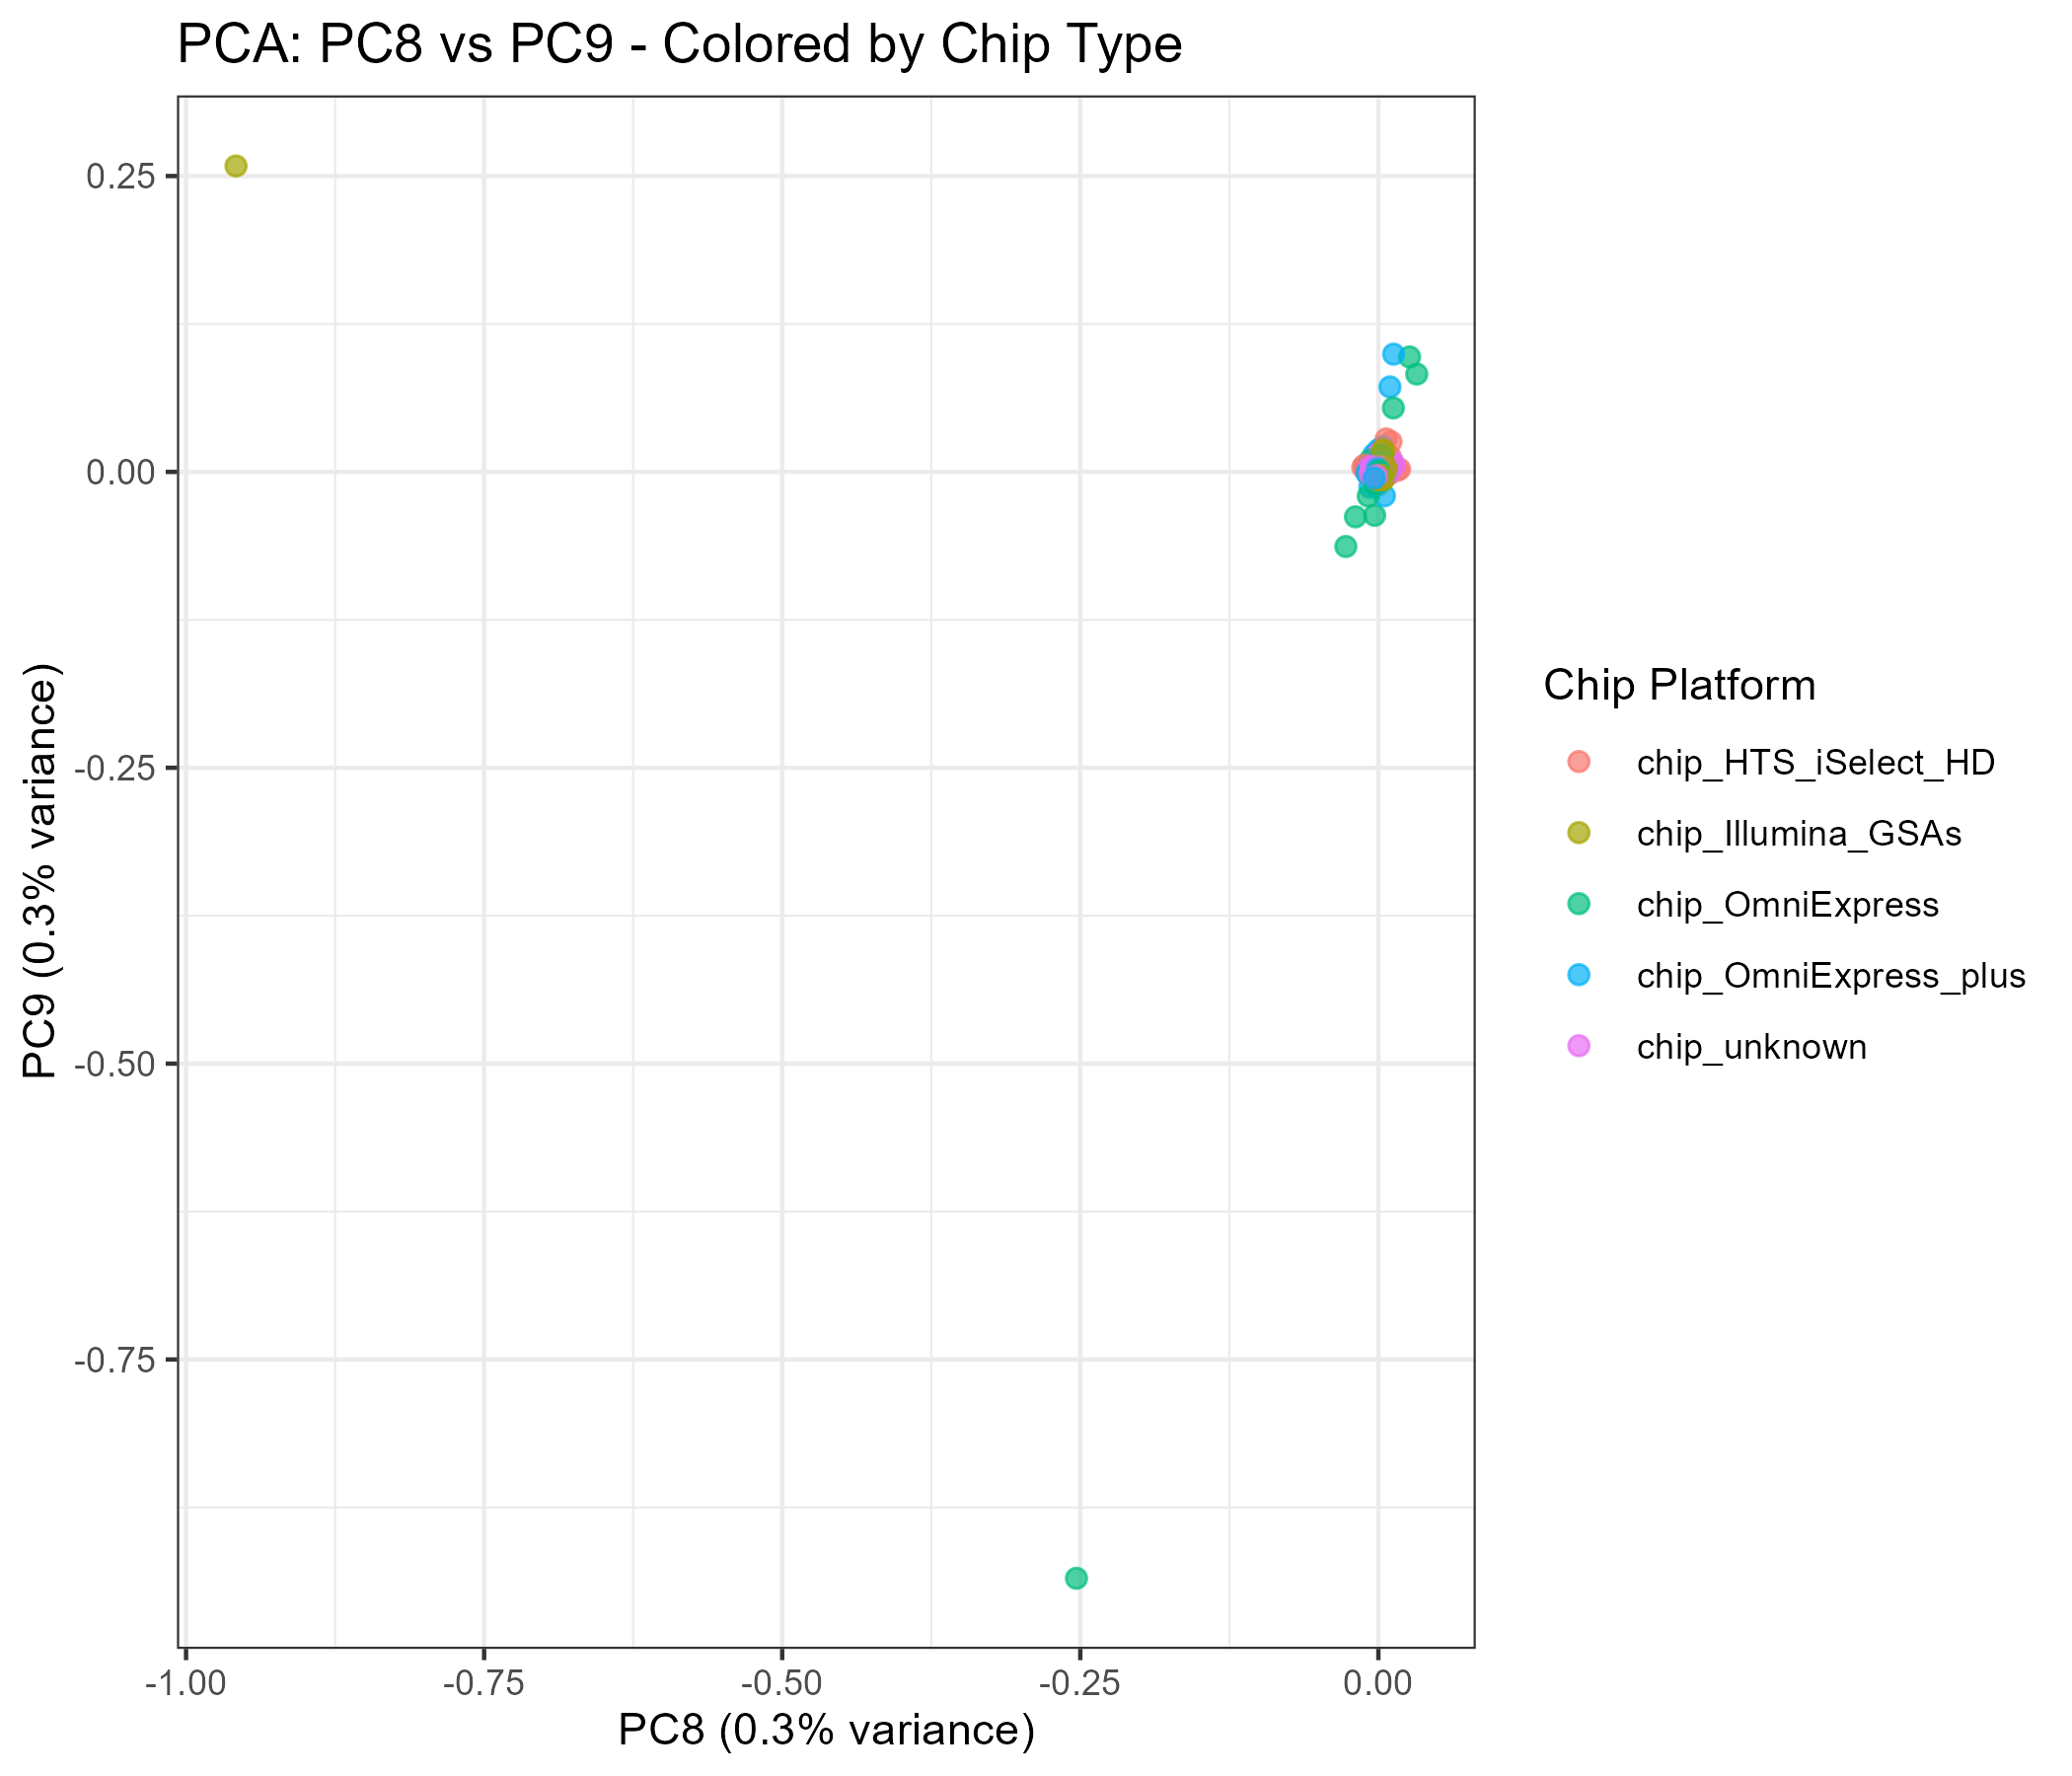 PCA: PC8 vs PC9 - Colored by Chip Type
0.25
0.00
-0.25
-0.50
-0.75
PC9 (0.3% variance)
-1.00
-0.75
-0.50
-0.25
0.00
PC8 (0.3% variance)
Chip Platform
chip_HTS_iSelect_HD
chip_Illumina_GSAs
chip_OmniExpress
chip_OmniExpress_plus
chip_unknown